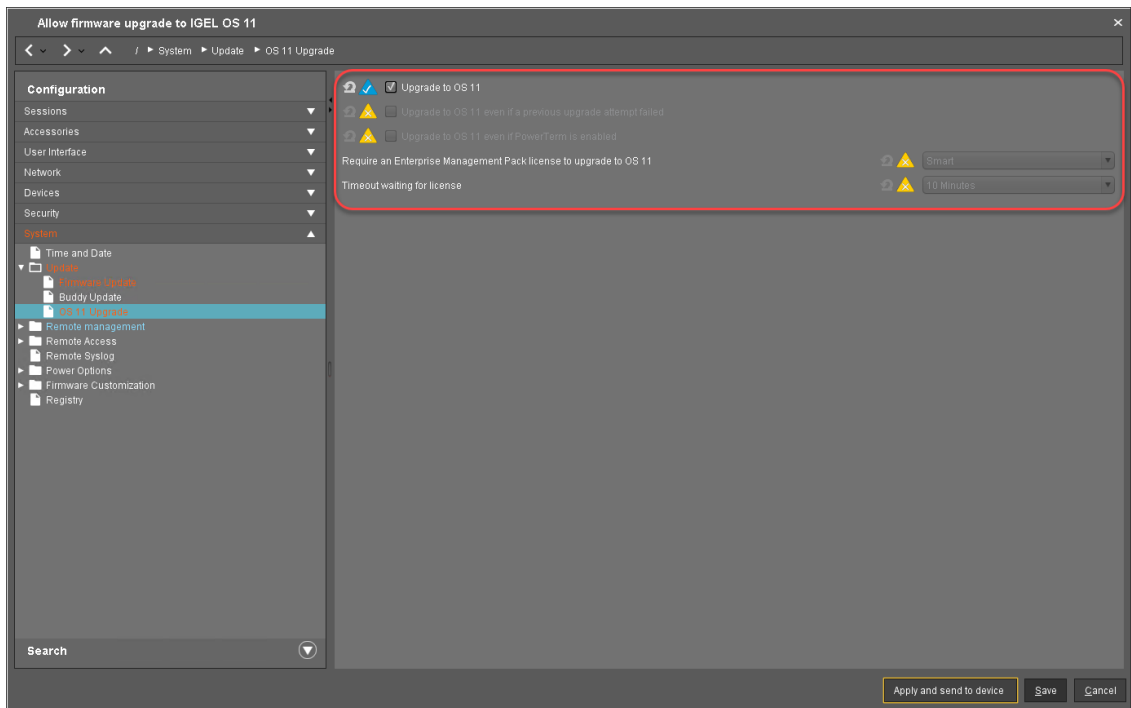 Allow firmware upgrade to IGEL OS 11
/ System Update OS 11 Upgrade
Configuration
Sessions
Accessories
User Interface
Network
Devices
Security
System
Time and Date
Update
Firmware Update
Buddy Update
OS 11 Upgrade
Remote management
Remote Access
Remote Syslog
Power Options
Firmware Customization
Registry
Search
Upgrade to OS 11
Upgrade to OS 11 even if a previous upgrade attempt failed
Upgrade to OS 11 even if PowerTerm is enabled
Require an Enterprise Management Pack license to upgrade to OS 11
Smart
Timeout waiting for license
10 Minutes
Apply and send to device
Save
Cancel